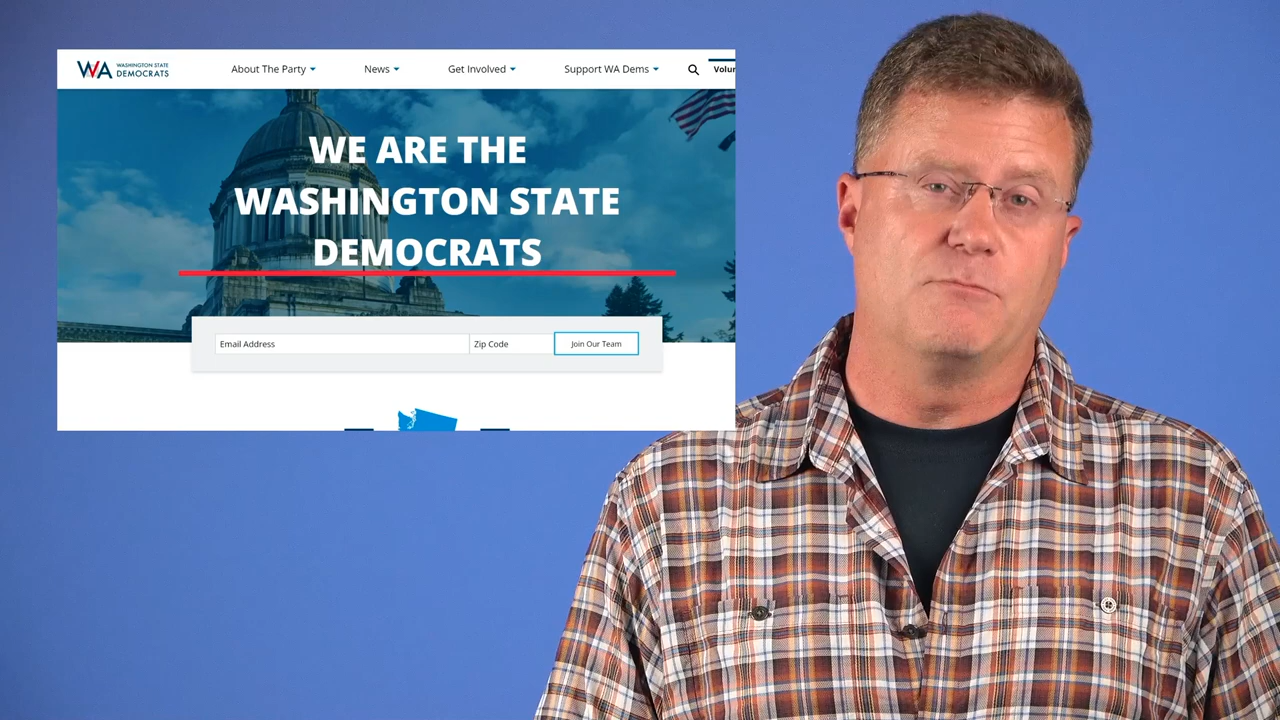 WA WASHINGTON STATE
DEMOCRATS
About The Party
News
Get Involved
Support WA Dems
WE ARE THE
WASHINGTON STATE
DEMOCRATS
Email Address
Zip Code
Join Our Team